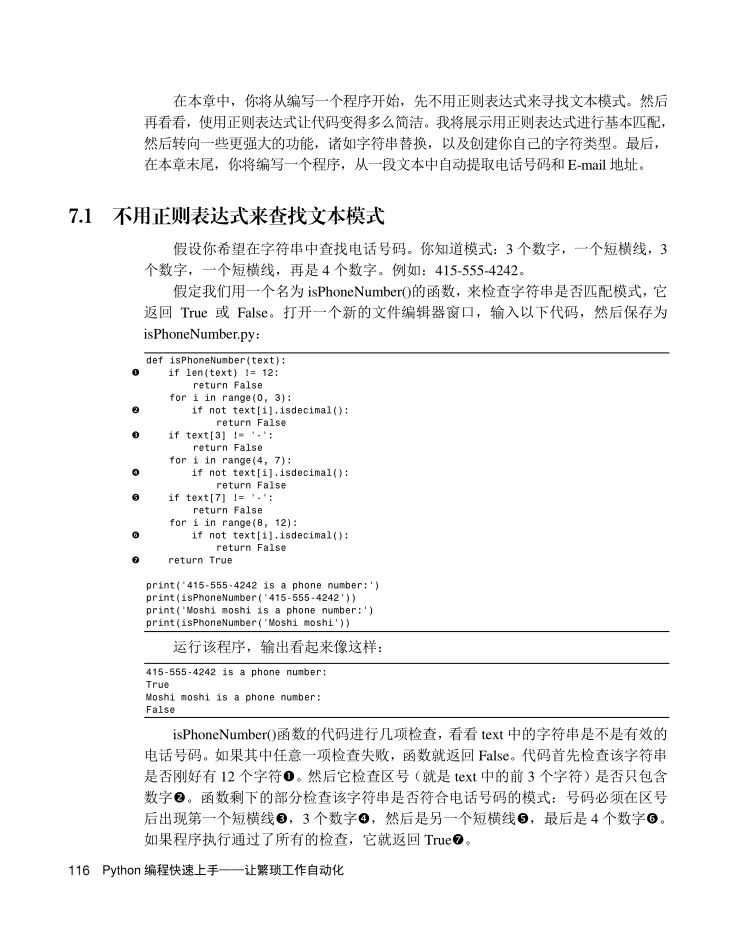 在本章中，你将从编写一个程序开始，先不用正则表达式来寻找文本模式。然后
再看看，使用正则表达式让代码变得多么简洁。我将展示用正则表达式进行基本匹配，
然后转向一些更强大的功能，诸如字符串替换，以及创建你自己的字符类型。最后，
在本章末尾，你将编写一个程序，从一段文本中自动提取电话号码和 E-mail 地址。
7.1 不用正则表达式来查找文本模式
假设你希望在字符串中查找电话号码。你知道模式：3 个数字，一个短横线，3
个数字，一个短横线，再是 4 个数字。例如：415-555-4242。
假定我们用一个名为 isPhoneNumber()的函数，来检查字符串是否匹配模式，它
返回 True 或 False。打开一个新的文件编辑器窗口，输入以下代码，然后保存为
isPhoneNumber.py：
def isPhoneNumber(text):
❶ if len(text) != 12:
return False
for i in range(0, 3):
❷ if not text[i].isdecimal():
return False
❸ if text[3] != '-':
return False
for i in range(4, 7):
❹ if not text[i].isdecimal():
return False
❺ if text[7] != '-':
return False
for i in range(8, 12):
❻ if not text[i].isdecimal():
return False
❼ return True
print('415-555-4242 is a phone number:')
print(isPhoneNumber('415-555-4242'))
print('Moshi moshi is a phone number:')
print(isPhoneNumber('Moshi moshi'))
运行该程序，输出看起来像这样：
415-555-4242 is a phone number:
True
Moshi moshi is a phone number:
False
isPhoneNumber()函数的代码进行几项检查，看看 text 中的字符串是不是有效的
电话号码。如果其中任意一项检查失败，函数就返回 False。代码首先检查该字符串
是否刚好有 12 个字符❶。然后它检查区号（就是 text 中的前 3 个字符）是否只包含
数字❷。函数剩下的部分检查该字符串是否符合电话号码的模式：号码必须在区号
后出现第一个短横线❸，3 个数字❹，然后是另一个短横线❺，最后是 4 个数字❻。
如果程序执行通过了所有的检查，它就返回 True❼。
116 Python 编程快速上手——让繁琐工作自动化